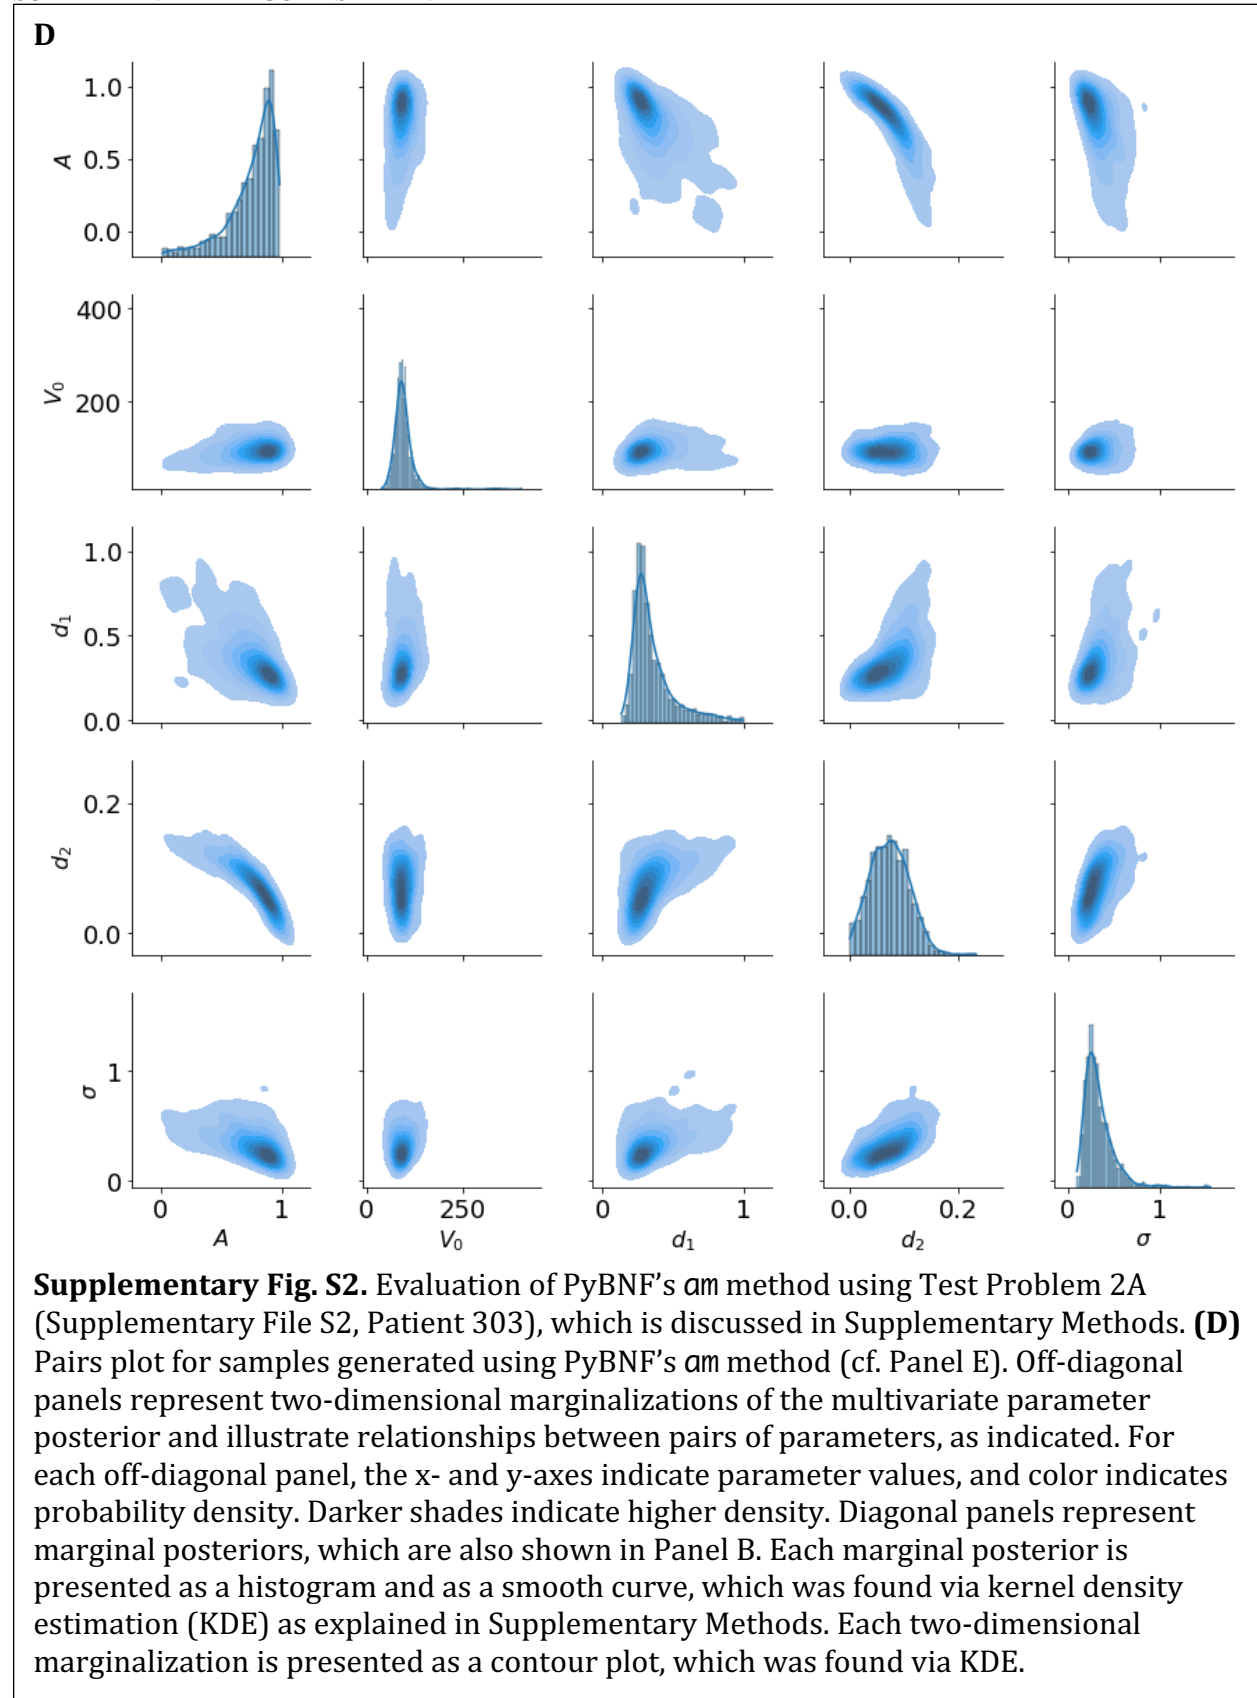 D
1.0
0.5
0.0
A
400
200
V0
1.0
0.5
0.0
d1
0.2
0.0
d2
1
0
σ
0 1 0 250 0 1 0.0 0.2 0 1
A V0 d1 d2 σ
Supplementary Fig. S2. Evaluation of PyBNF’s am method using Test Problem 2A
(Supplementary File S2, Patient 303), which is discussed in Supplementary Methods. (D)
Pairs plot for samples generated using PyBNF’s am method (cf. Panel E). Off-diagonal
panels represent two-dimensional marginalizations of the multivariate parameter
posterior and illustrate relationships between pairs of parameters, as indicated. For
each off-diagonal panel, the x- and y-axes indicate parameter values, and color indicates
probability density. Darker shades indicate higher density. Diagonal panels represent
marginal posteriors, which are also shown in Panel B. Each marginal posterior is
presented as a histogram and as a smooth curve, which was found via kernel density
estimation (KDE) as explained in Supplementary Methods. Each two-dimensional
marginalization is presented as a contour plot, which was found via KDE.